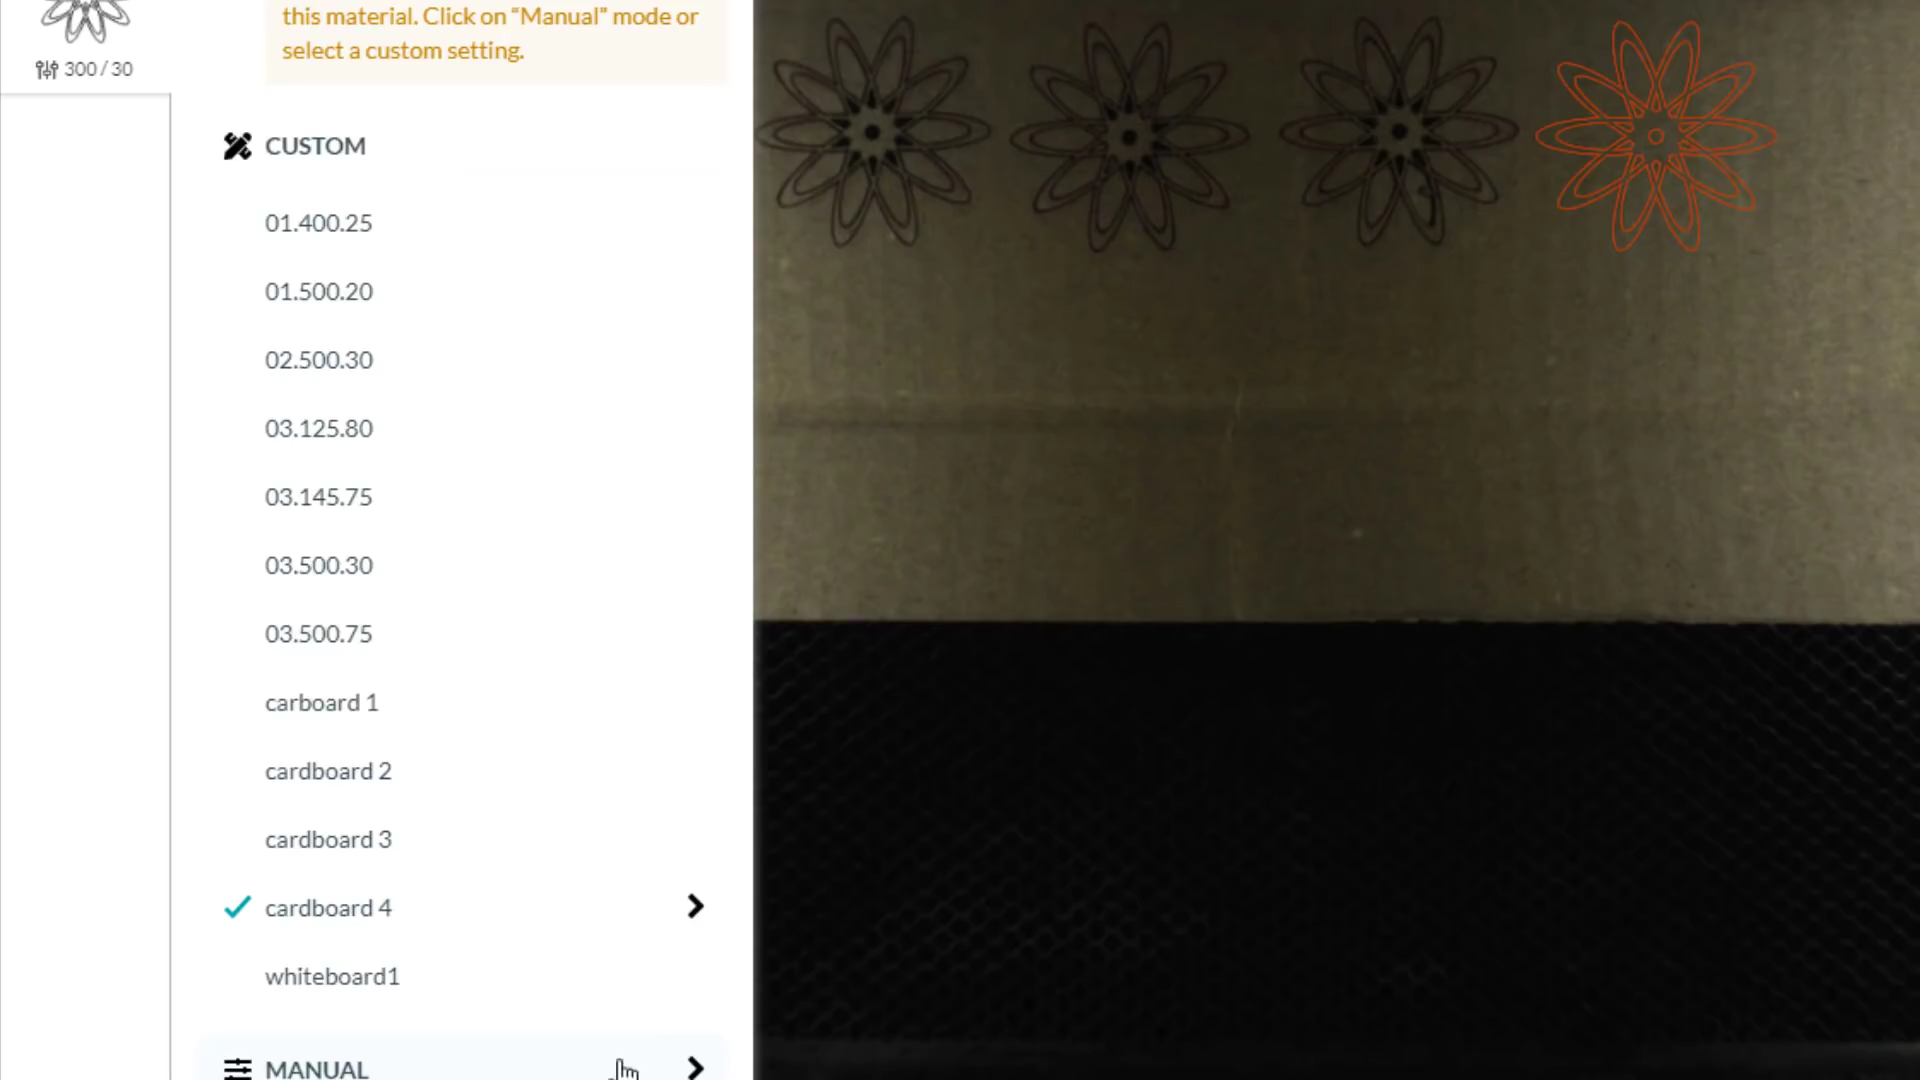 this material. Click on “Manual” mode or
select a custom setting.
300 / 30
CUSTOM
01.400.25
01.500.20
02.500.30
03.125.80
03.145.75
03.500.30
03.500.75
carboard 1
cardboard 2
cardboard 3
cardboard 4
whiteboard1
MANUAL